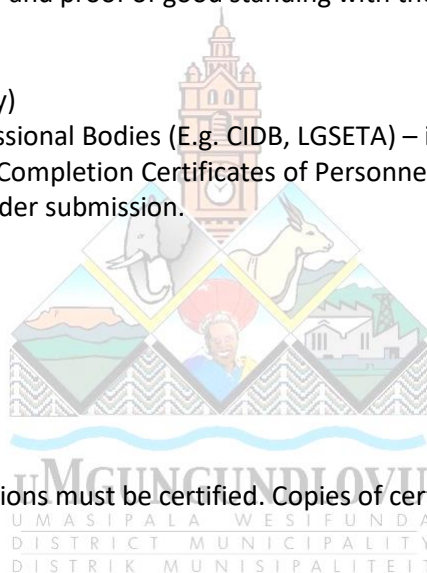 and proof of good standing with the
y)
ssional Bodies (E.g. CIDB, LGSETA) – i
Completion Certificates of Personne
der submission.
ions must be certified. Copies of cer
uMGUNGUNDLOVU
UMASIPALA WESIFUNDA
DISTRICT MUNICIPALITY
DISTRIK MUNISIPALITEIT